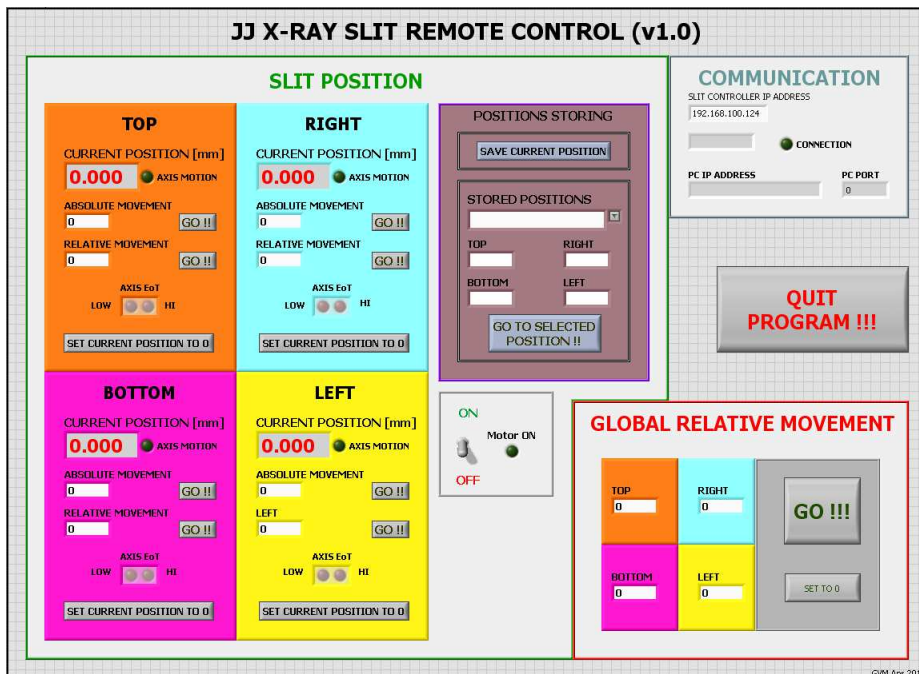 JJ X-RAY SLIT REMOTE CONTROL (v1.0)
SLIT POSITION
TOP
CURRENT POSITION [mm]
0.000 AXIS MOTION
ABSOLUTE MOVEMENT
0 GO !!
RELATIVE MOVEMENT
0 GO !!
AXIS EoT
LOW HI
SET CURRENT POSITION TO 0
RIGHT
CURRENT POSITION [mm]
0.000 AXIS MOTION
ABSOLUTE MOVEMENT
0 GO !!
RELATIVE MOVEMENT
0 GO !!
AXIS EoT
LOW HI
SET CURRENT POSITION TO 0
BOTTOM
CURRENT POSITION [mm]
0.000 AXIS MOTION
ABSOLUTE MOVEMENT
0 GO !!
RELATIVE MOVEMENT
0 GO !!
AXIS EoT
LOW HI
SET CURRENT POSITION TO 0
LEFT
CURRENT POSITION [mm]
0.000 AXIS MOTION
ABSOLUTE MOVEMENT
0 GO !!
LEFT
0 GO !!
AXIS EoT
LOW HI
SET CURRENT POSITION TO 0
POSITIONS STORING
SAVE CURRENT POSITION
STORED POSITIONS
TOP RIGHT
BOTTOM LEFT
GO TO SELECTED
POSITION !!
ON
Motor ON
OFF
COMMUNICATION
SLIT CONTROLLER IP ADDRESS
192.168.100.124
CONNECTION
PC IP ADDRESS PC PORT
0
QUIT
PROGRAM !!!
GLOBAL RELATIVE MOVEMENT
TOP RIGHT
0 0
GO !!!
BOTTOM LEFT
0 0
SET TO 0